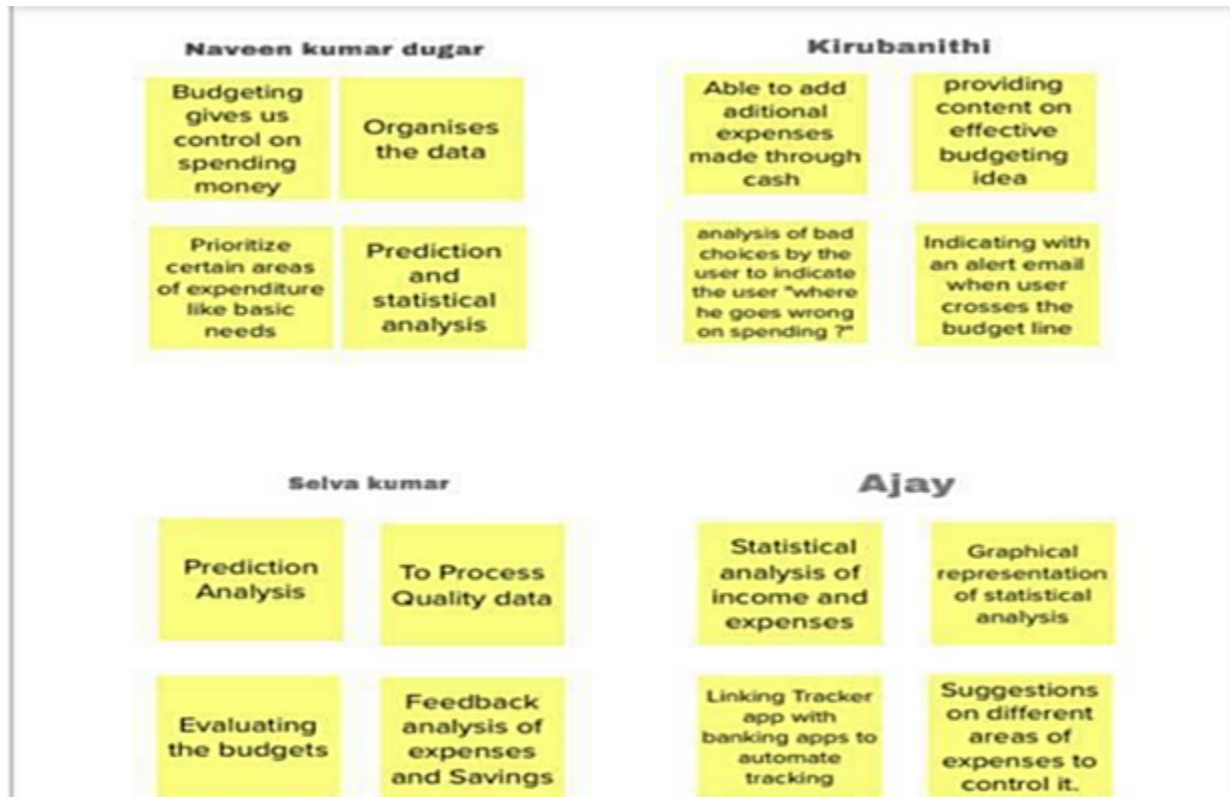 Naveen kumar dugar
Budgeting
gives us
control on
spending
money
Organises
the data
Prioritize
certain areas
of expenditure
like basic
needs
Prediction
and
statistical
analysis
Kirubanithi
Able to add
aditional
expenses
made through
cash
providing
content on
effective
budgeting
idea
analysis of bad
choices by the
user to indicate
the user "where
he goes wrong
on spending ?"
Indicating with
an alert email
when user
crosses the
budget line
Selva kumar
Prediction
Analysis
To Process
Quality data
Evaluating
the budgets
Feedback
analysis of
expenses
and Savings
Ajay
Statistical
analysis of
income and
expenses
Graphical
representation
of statistical
analysis
Linking Tracker
app with
banking apps to
automate
tracking
Suggestions
on different
areas of
expenses to
control it.